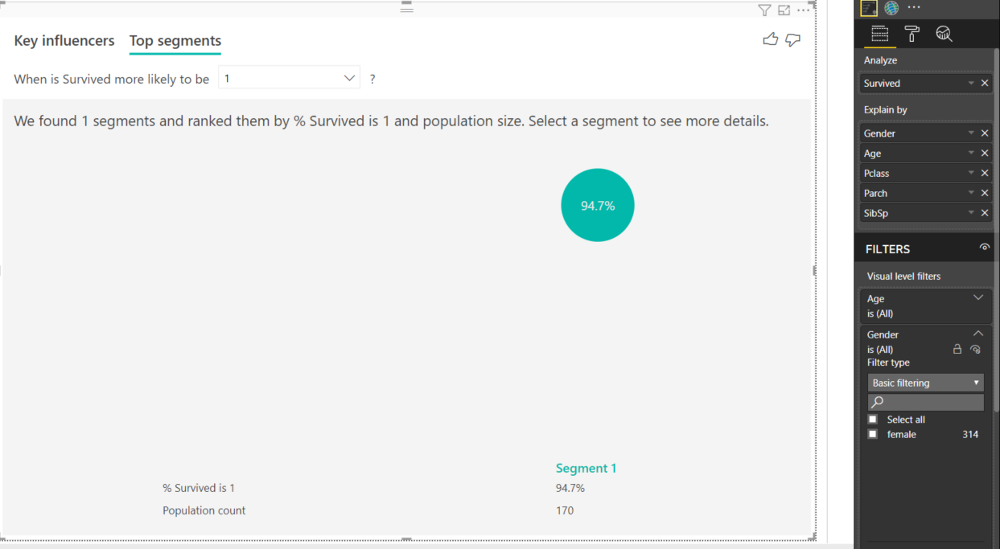 Key influencers Top segments
When is Survived more likely to be 1 ?
We found 1 segments and ranked them by % Survived is 1 and population size. Select a segment to see more details.
94.7%
Segment 1
% Survived is 1 94.7%
Population count 170
Analyze
Survived
Explain by
Gender
Age
Pclass
Parch
SibSp
FILTERS
Visual level filters
Age
is (All)
Gender
is (All)
Filter type
Basic filtering
Select all
female 314